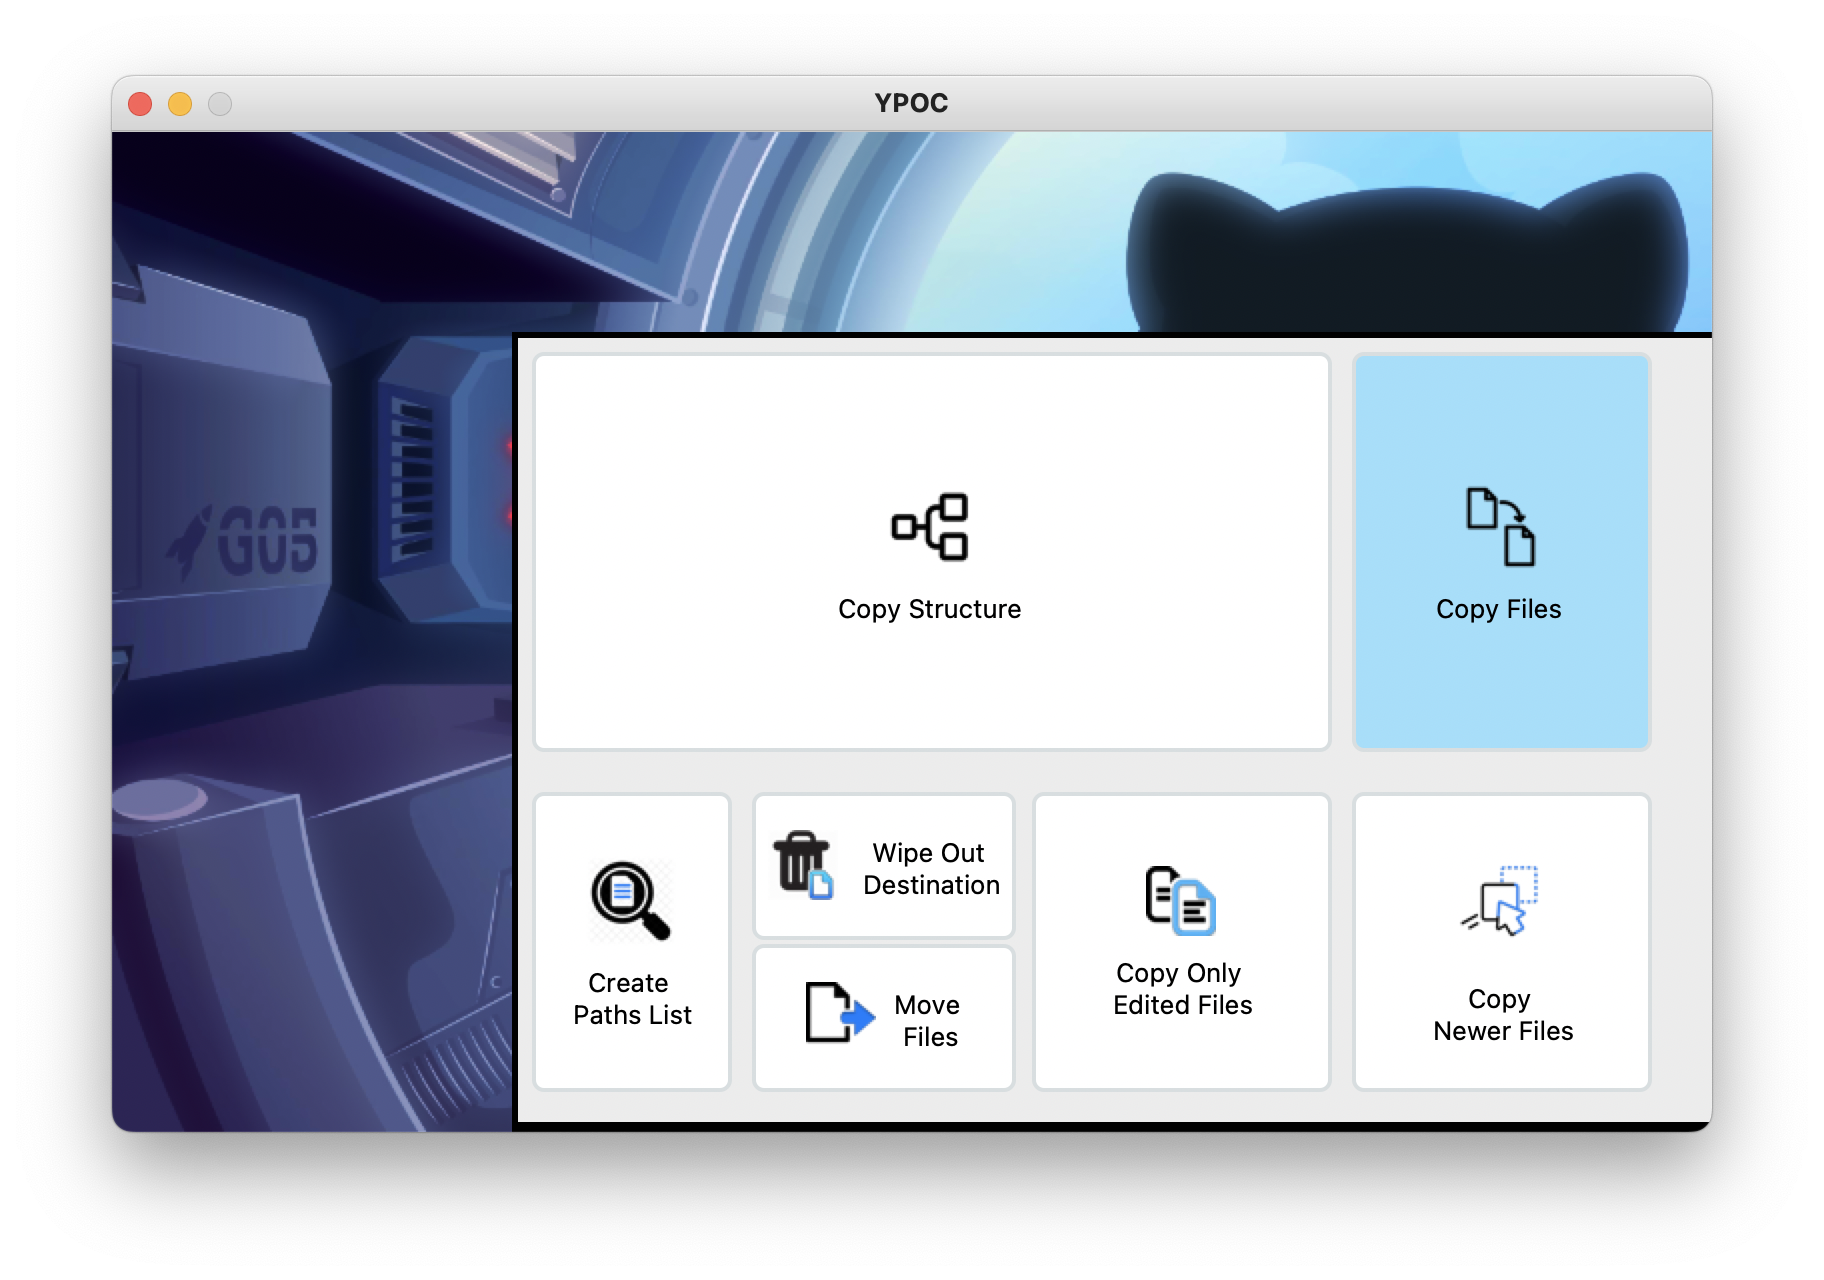 YPOC
G05
Copy Structure
Copy Files
Create
Paths List
Wipe Out
Destination
Move
Files
Copy Only
Edited Files
Copy
Newer Files